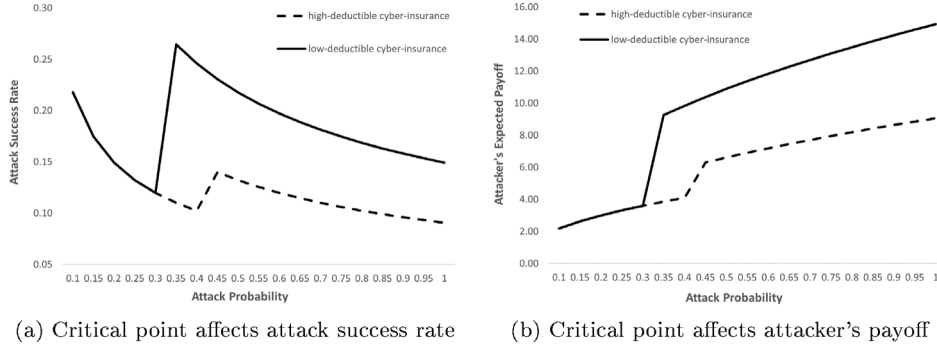 0.30
0.25
0.20
0.15
0.10
0.05
Attack Success Rate
high-deductible cyber-insurance
low-deductible cyber-insurance
0.1 0.15 0.2 0.25 0.3 0.35 0.4 0.45 0.5 0.55 0.6 0.65 0.7 0.75 0.8 0.85 0.9 0.95 1
Attack Probability
(a) Critical point affects attack success rate
16.00
14.00
12.00
10.00
8.00
6.00
4.00
2.00
0.00
Attacker's Expected Payoff
high-deductible cyber-insurance
low-deductible cyber-insurance
0.1 0.15 0.2 0.25 0.3 0.35 0.4 0.45 0.5 0.55 0.6 0.65 0.7 0.75 0.8 0.85 0.9 0.95 1
Attack Probability
(b) Critical point affects attacker's payoff